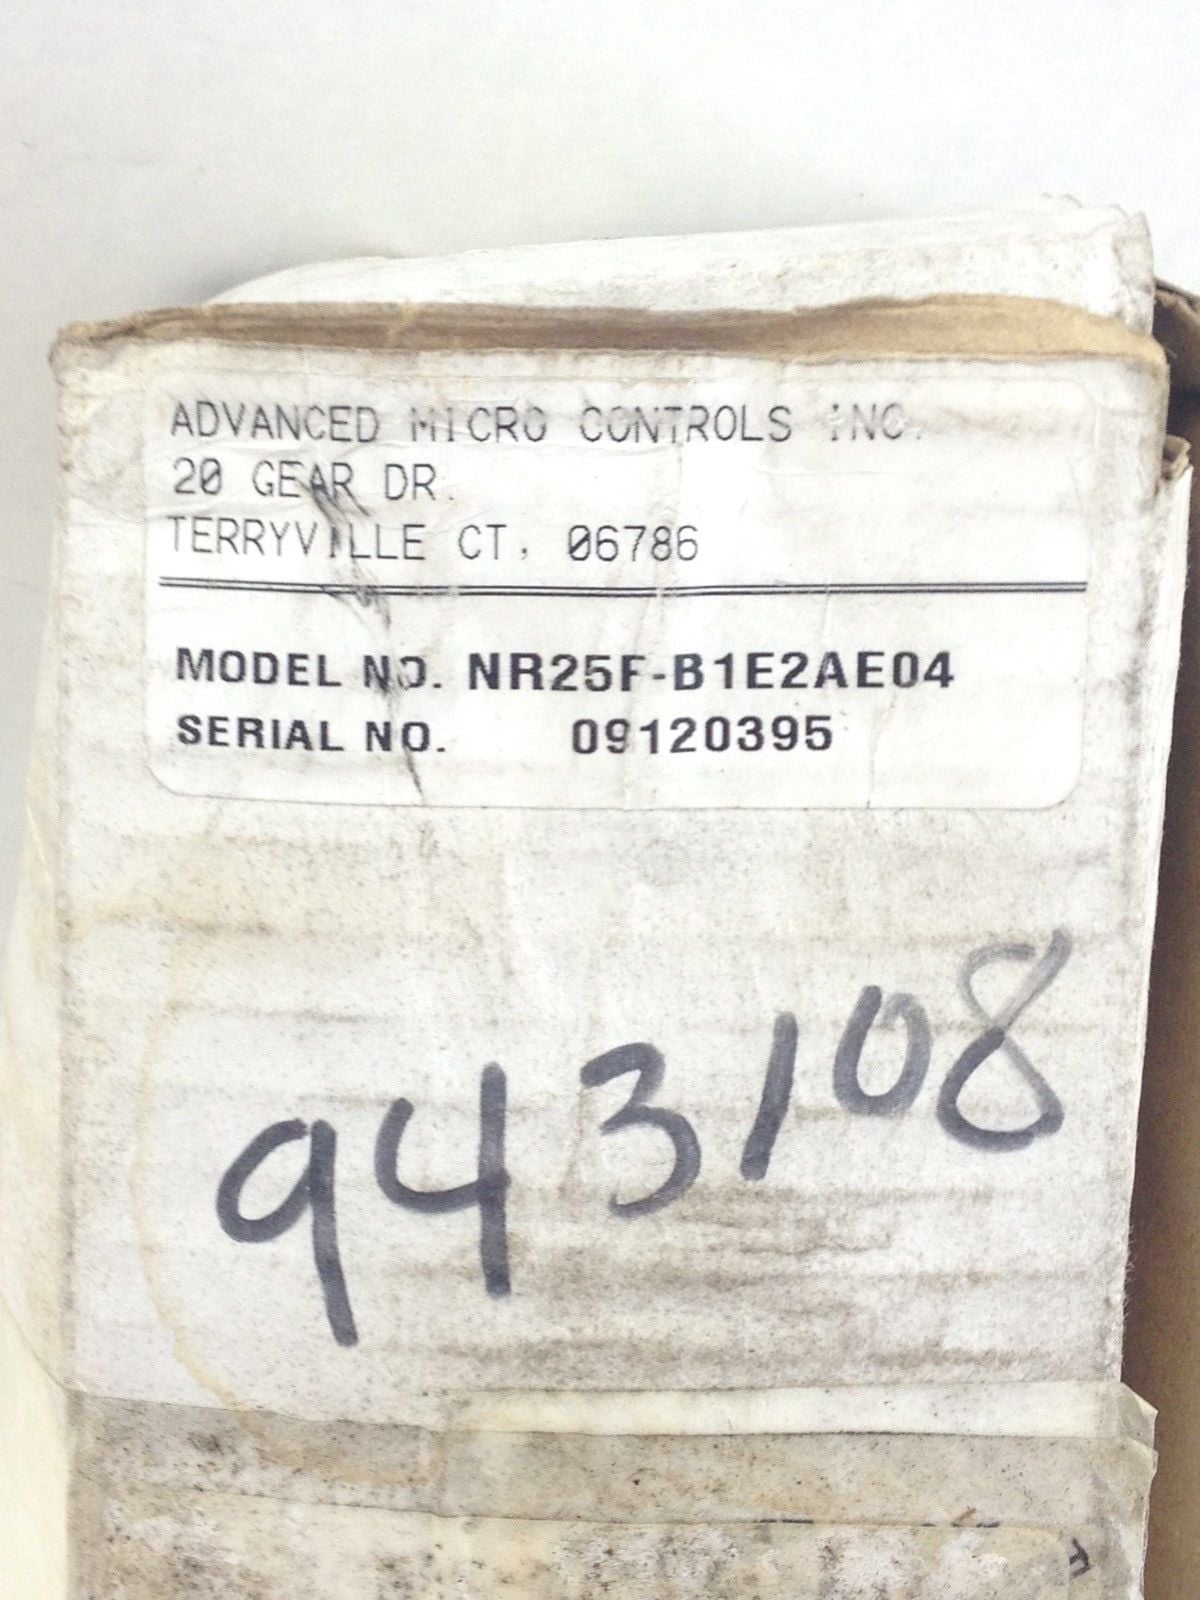 ADVANCED MICRO CONTROLS INC.
20 GEAR DR.
TERRYVILLE CT, 06786
MODEL NO. NR25F-B1E2AE04
SERIAL NO. 09120395
943108